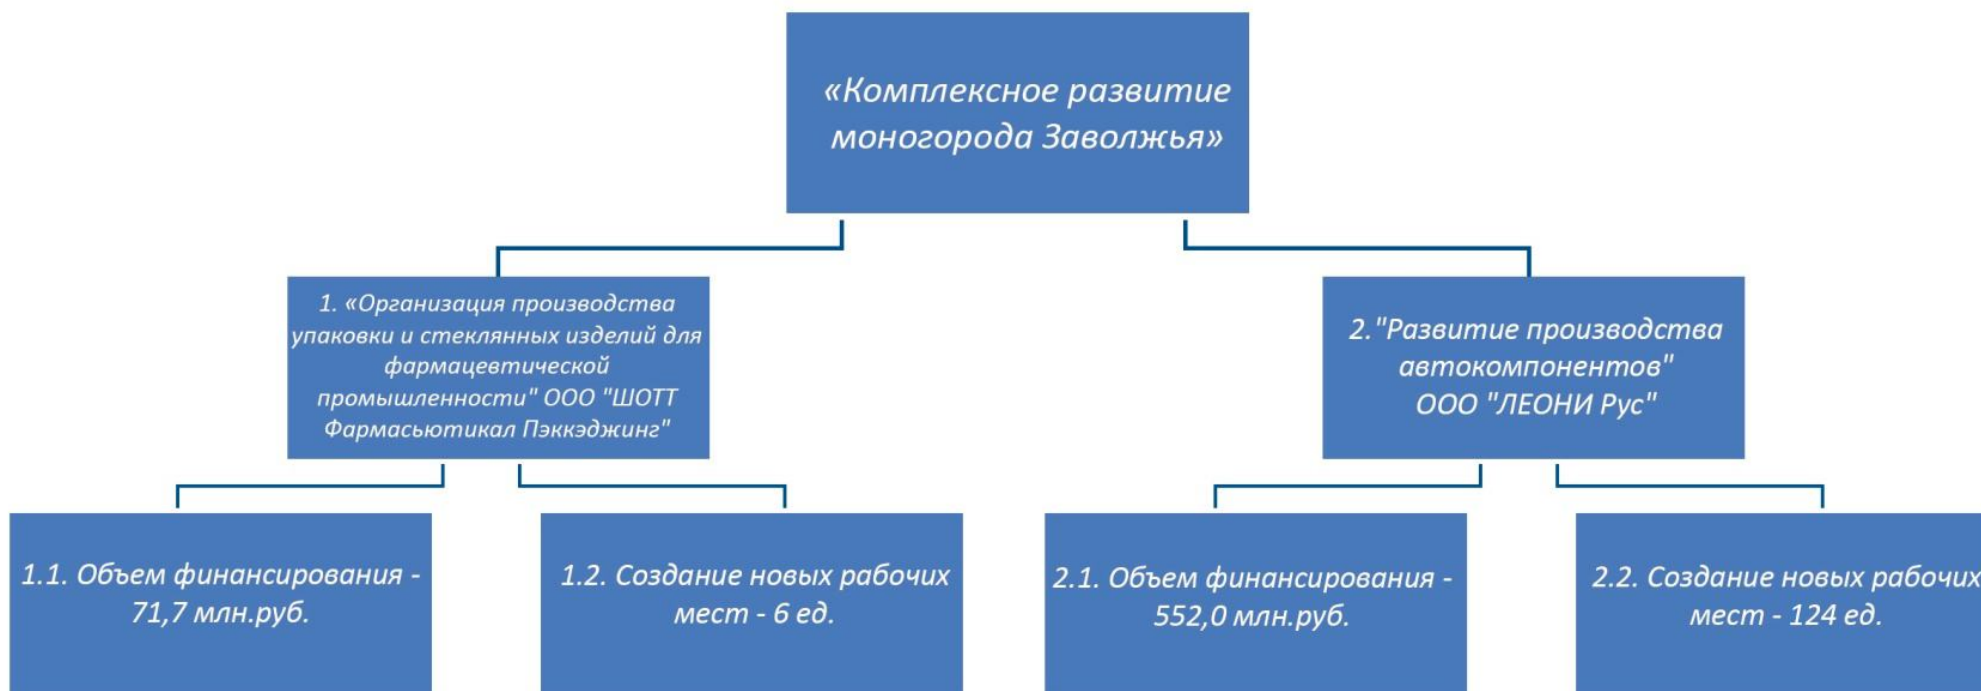 «Комплексное развитие
моногорода Заволжья»
1. «Организация производства
упаковки и стеклянных изделий для
фармацевтической
промышленности" ООО "ШОТТ
Фармасьютикал Пэккэджинг"
2."Развитие производства
автокомпонентов"
ООО "ЛЕОНИ Рус"
1.1. Объем финансирования -
71,7 млн.руб.
1.2. Создание новых рабочих
мест - 6 ед.
2.1. Объем финансирования -
552,0 млн.руб.
2.2. Создание новых рабочих
мест - 124 ед.